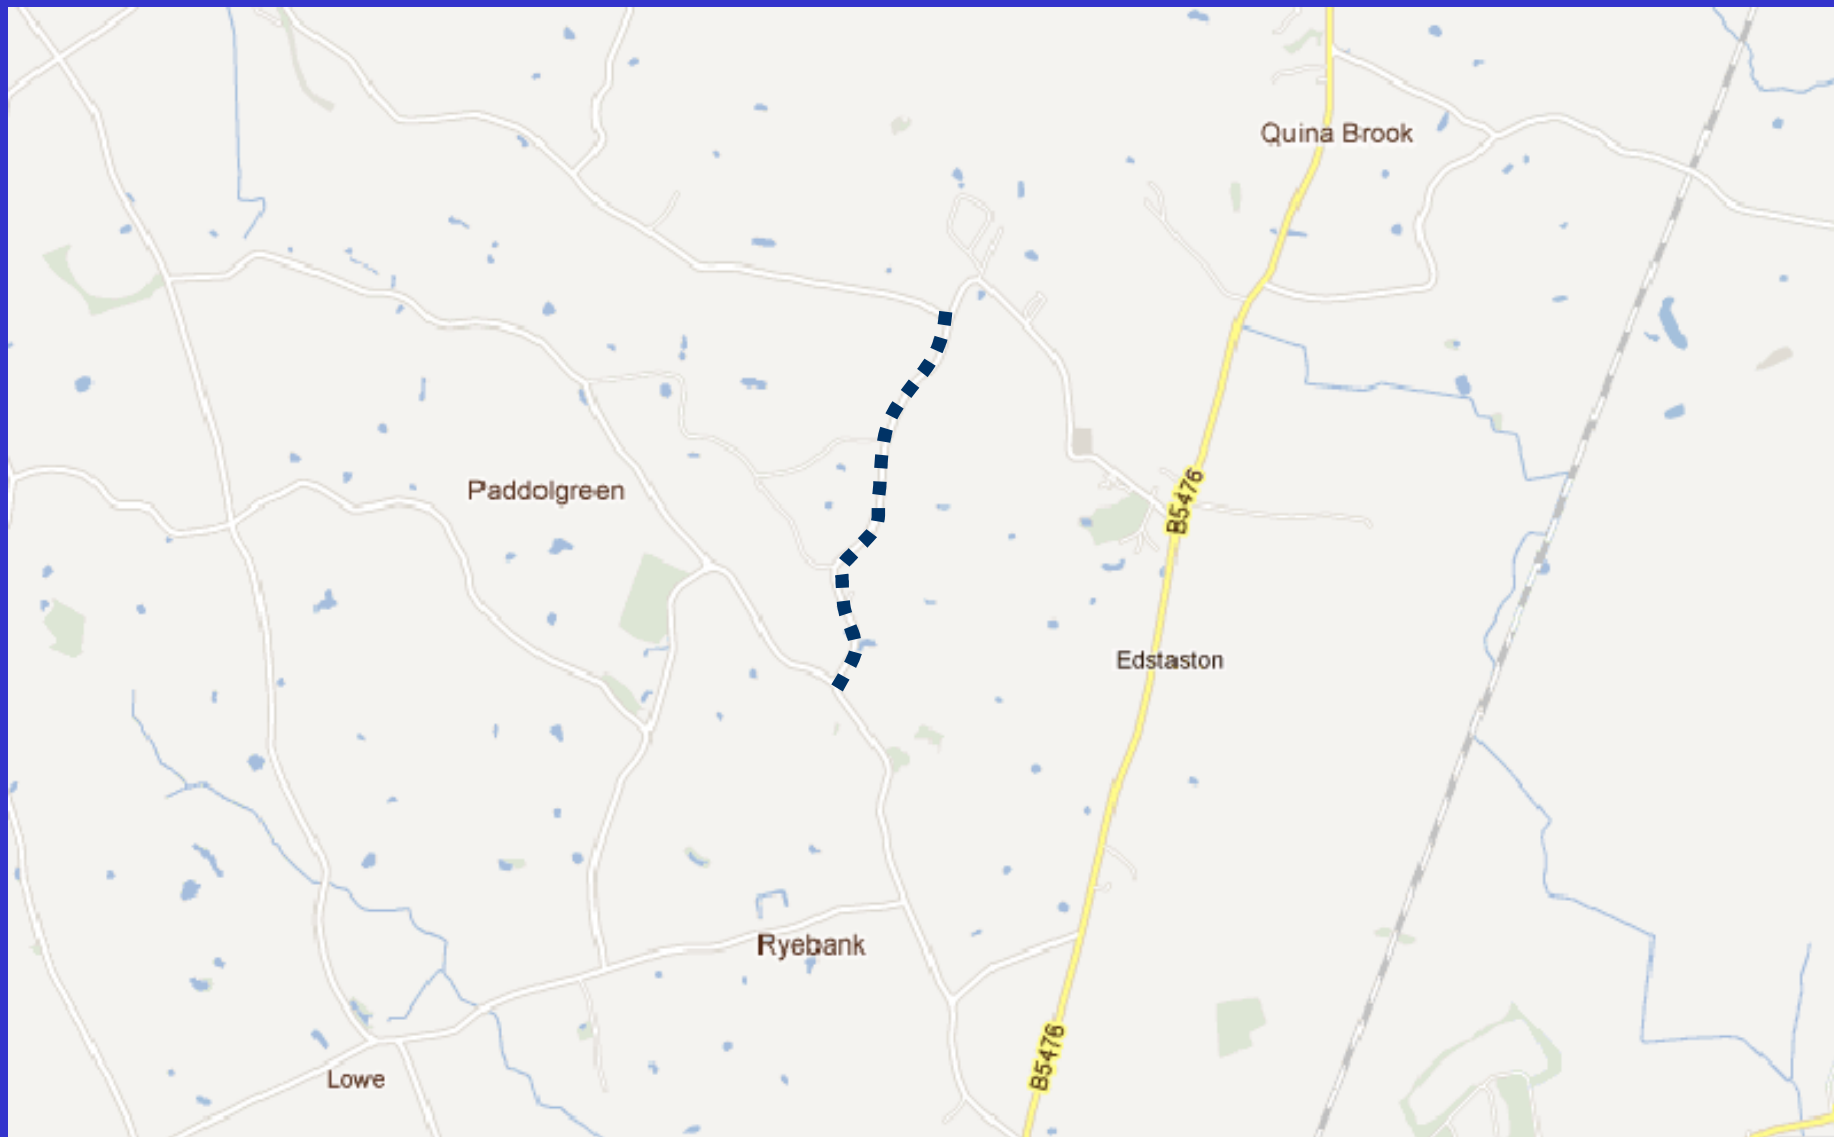 Quina Brook
Paddolgreen
B5476
Edstaston
Ryebank
B5476
Lowe